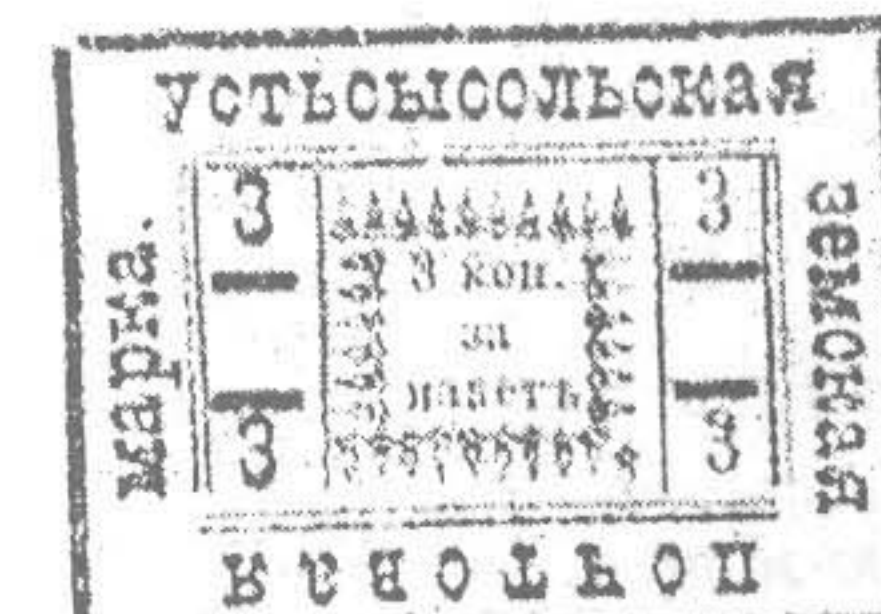 Устьсысольская
земская
почтовая
марка.
3 3
3 коп.
за
пакетъ
3 3